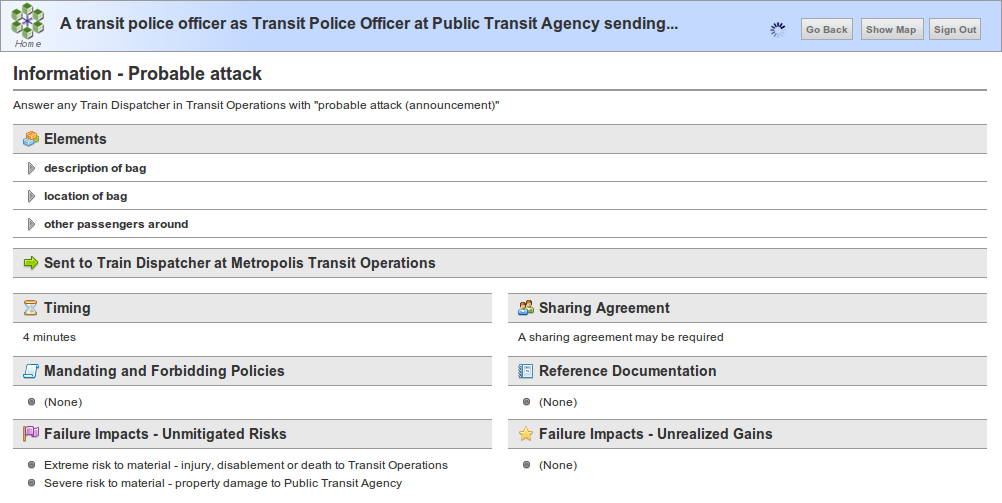 A transit police officer as Transit Police Officer at Public Transit Agency sending...
Home
Go Back
Show Map
Sign Out
Information - Probable attack
Answer any Train Dispatcher in Transit Operations with "probable attack (announcement)"
Elements
description of bag
location of bag
other passengers around
Sent to Train Dispatcher at Metropolis Transit Operations
Timing
4 minutes
Sharing Agreement
A sharing agreement may be required
Mandating and Forbidding Policies
(None)
Reference Documentation
(None)
Failure Impacts - Unmitigated Risks
Extreme risk to material - injury, disablement or death to Transit Operations
Severe risk to material - property damage to Public Transit Agency
Failure Impacts - Unrealized Gains
(None)